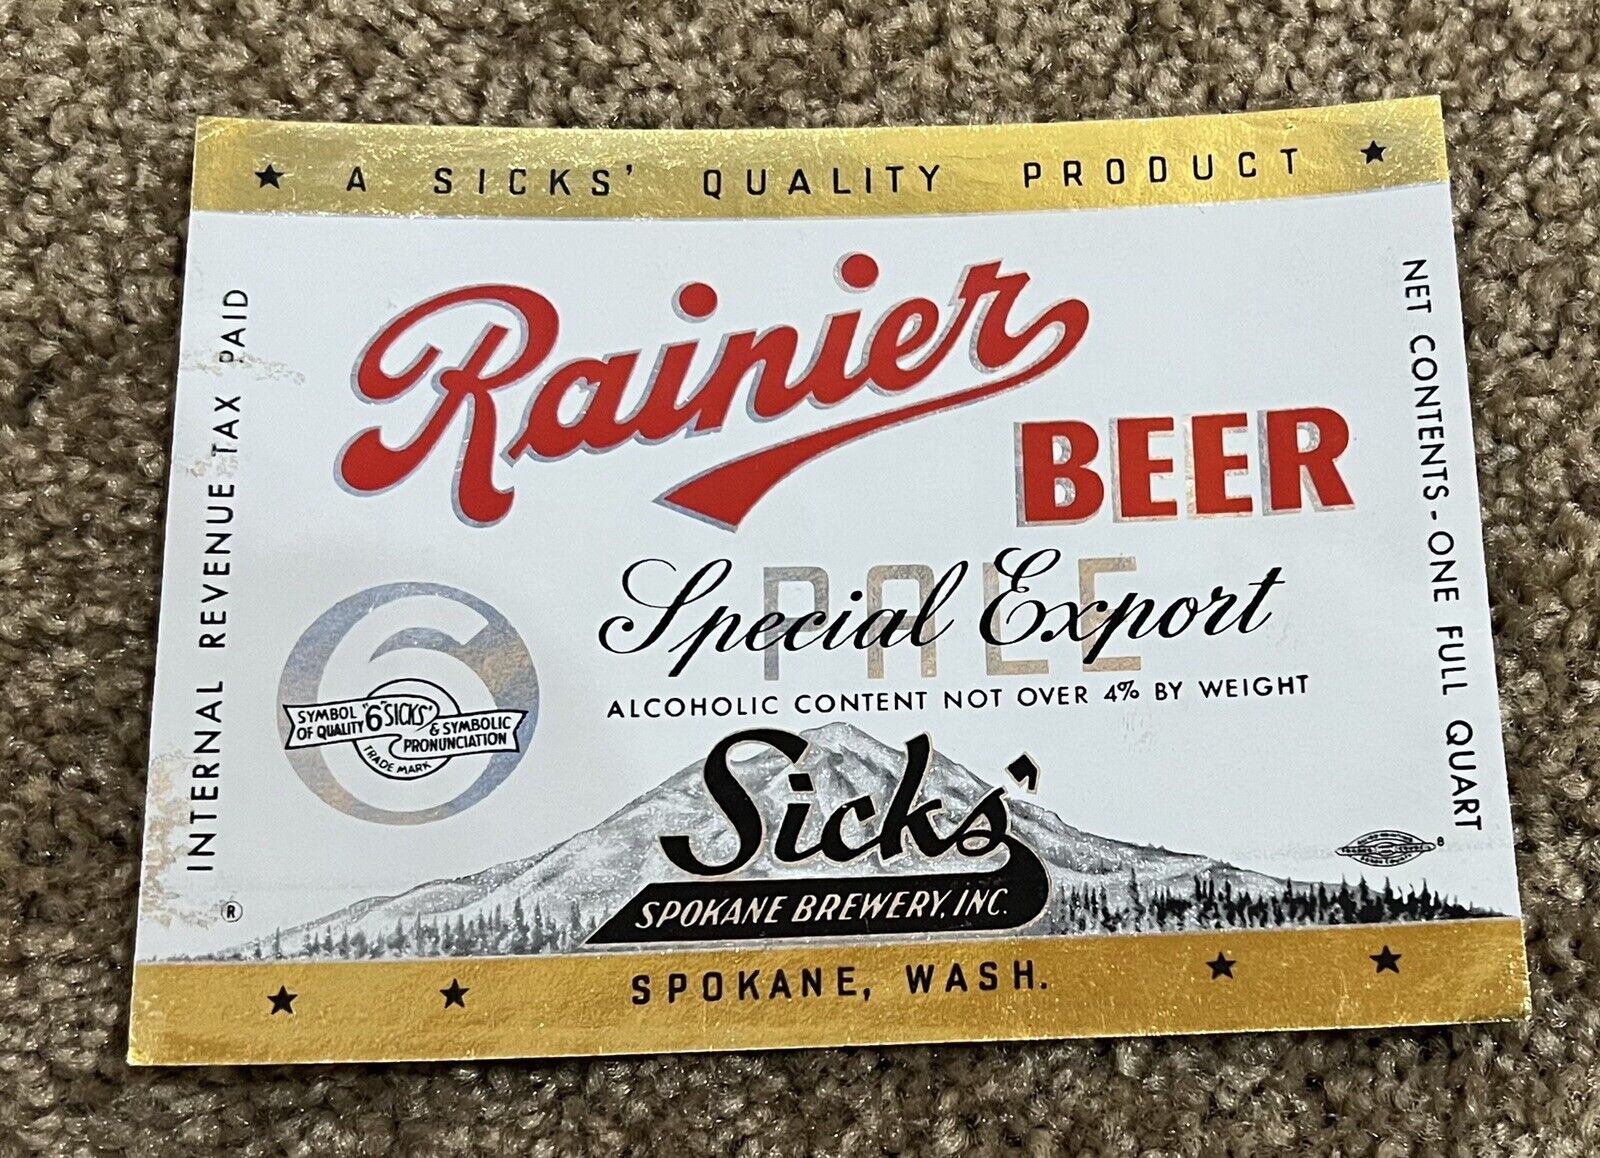 ★ A SICKS' QUALITY PRODUCT ★
INTERNAL REVENUE TAX PAID
NET CONTENTS - ONE FULL QUART
Rainier
BEER
PALE
Special Export
ALCOHOLIC CONTENT NOT OVER 4% BY WEIGHT
6
SYMBOL OF QUALITY
"6" SICKS'
& SYMBOLIC PRONUNCIATION
TRADE MARK
Sicks'
SPOKANE BREWERY, INC.
®
8
★ ★ SPOKANE, WASH. ★ ★